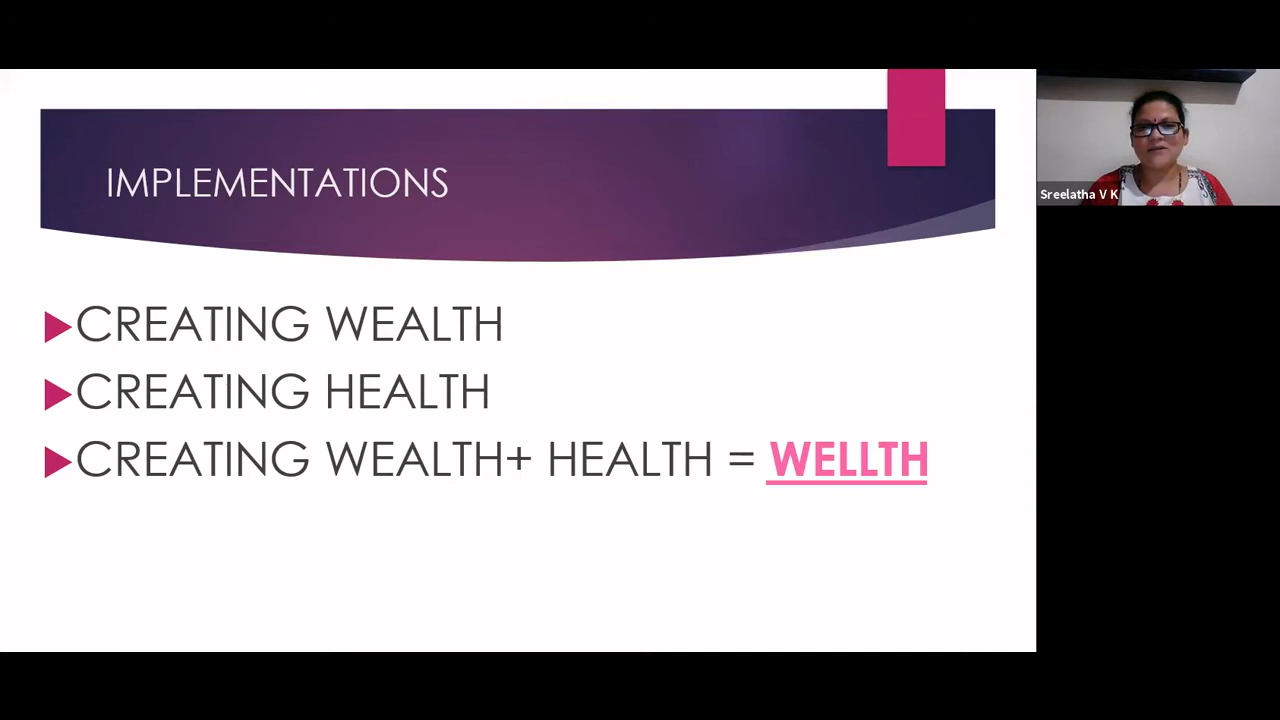 IMPLEMENTATIONS
CREATING WEALTH
CREATING HEALTH
CREATING WEALTH+ HEALTH = WELLTH
Sreelatha V K